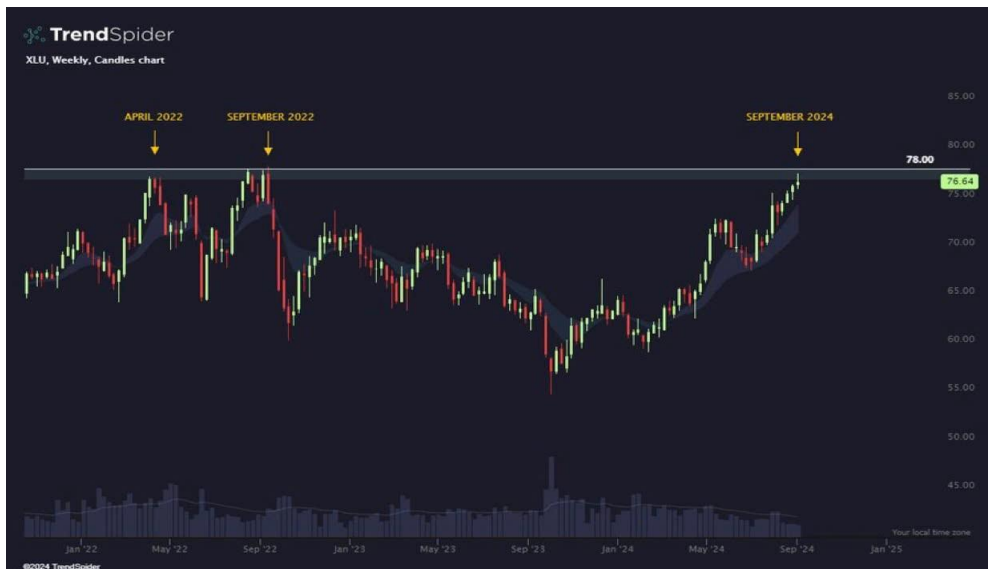 TrendSpider
XLU, Weekly, Candles chart
APRIL 2022
SEPTEMBER 2022
SEPTEMBER 2024
85.00
80.00
78.00
76.64
75.00
70.00
65.00
60.00
55.00
50.00
45.00
Your local time zone
Jan '22 May '22 Sep '22 Jan '23 May '23 Sep '23 Jan '24 May '24 Sep '24 Jan '25
©2024 TrendSpider